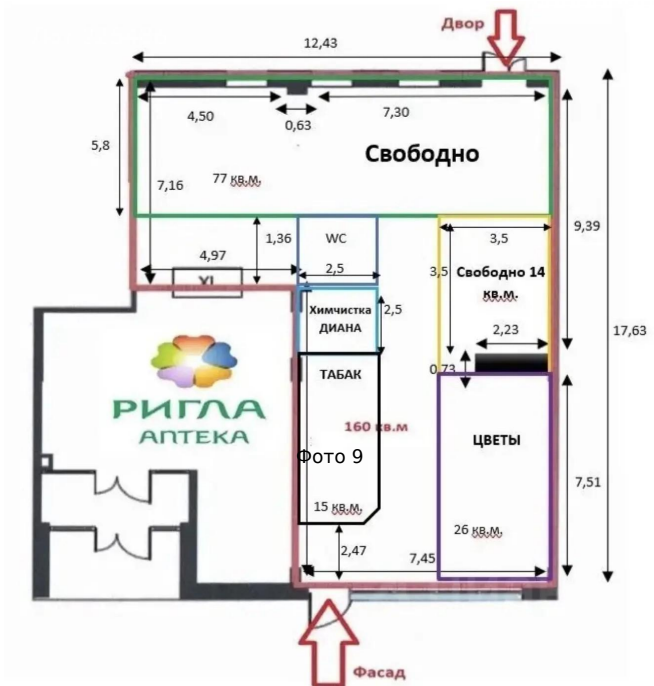 Двор
12,43
4,50
0,63
7,30
5,8
Свободно
7,16
77 кв.м.
9,39
1,36
WC
3,5
4,97
2,5
3,5
Свободно 14
кв.м.
Химчистка
ДИАНА
2,5
2,23
17,63
0,73
ТАБАК
РИГЛА
АПТЕКА
160 кв.м
ЦВЕТЫ
Фото 9
7,51
15 кв.м.
26 кв.м.
2,47
7,45
Фасад